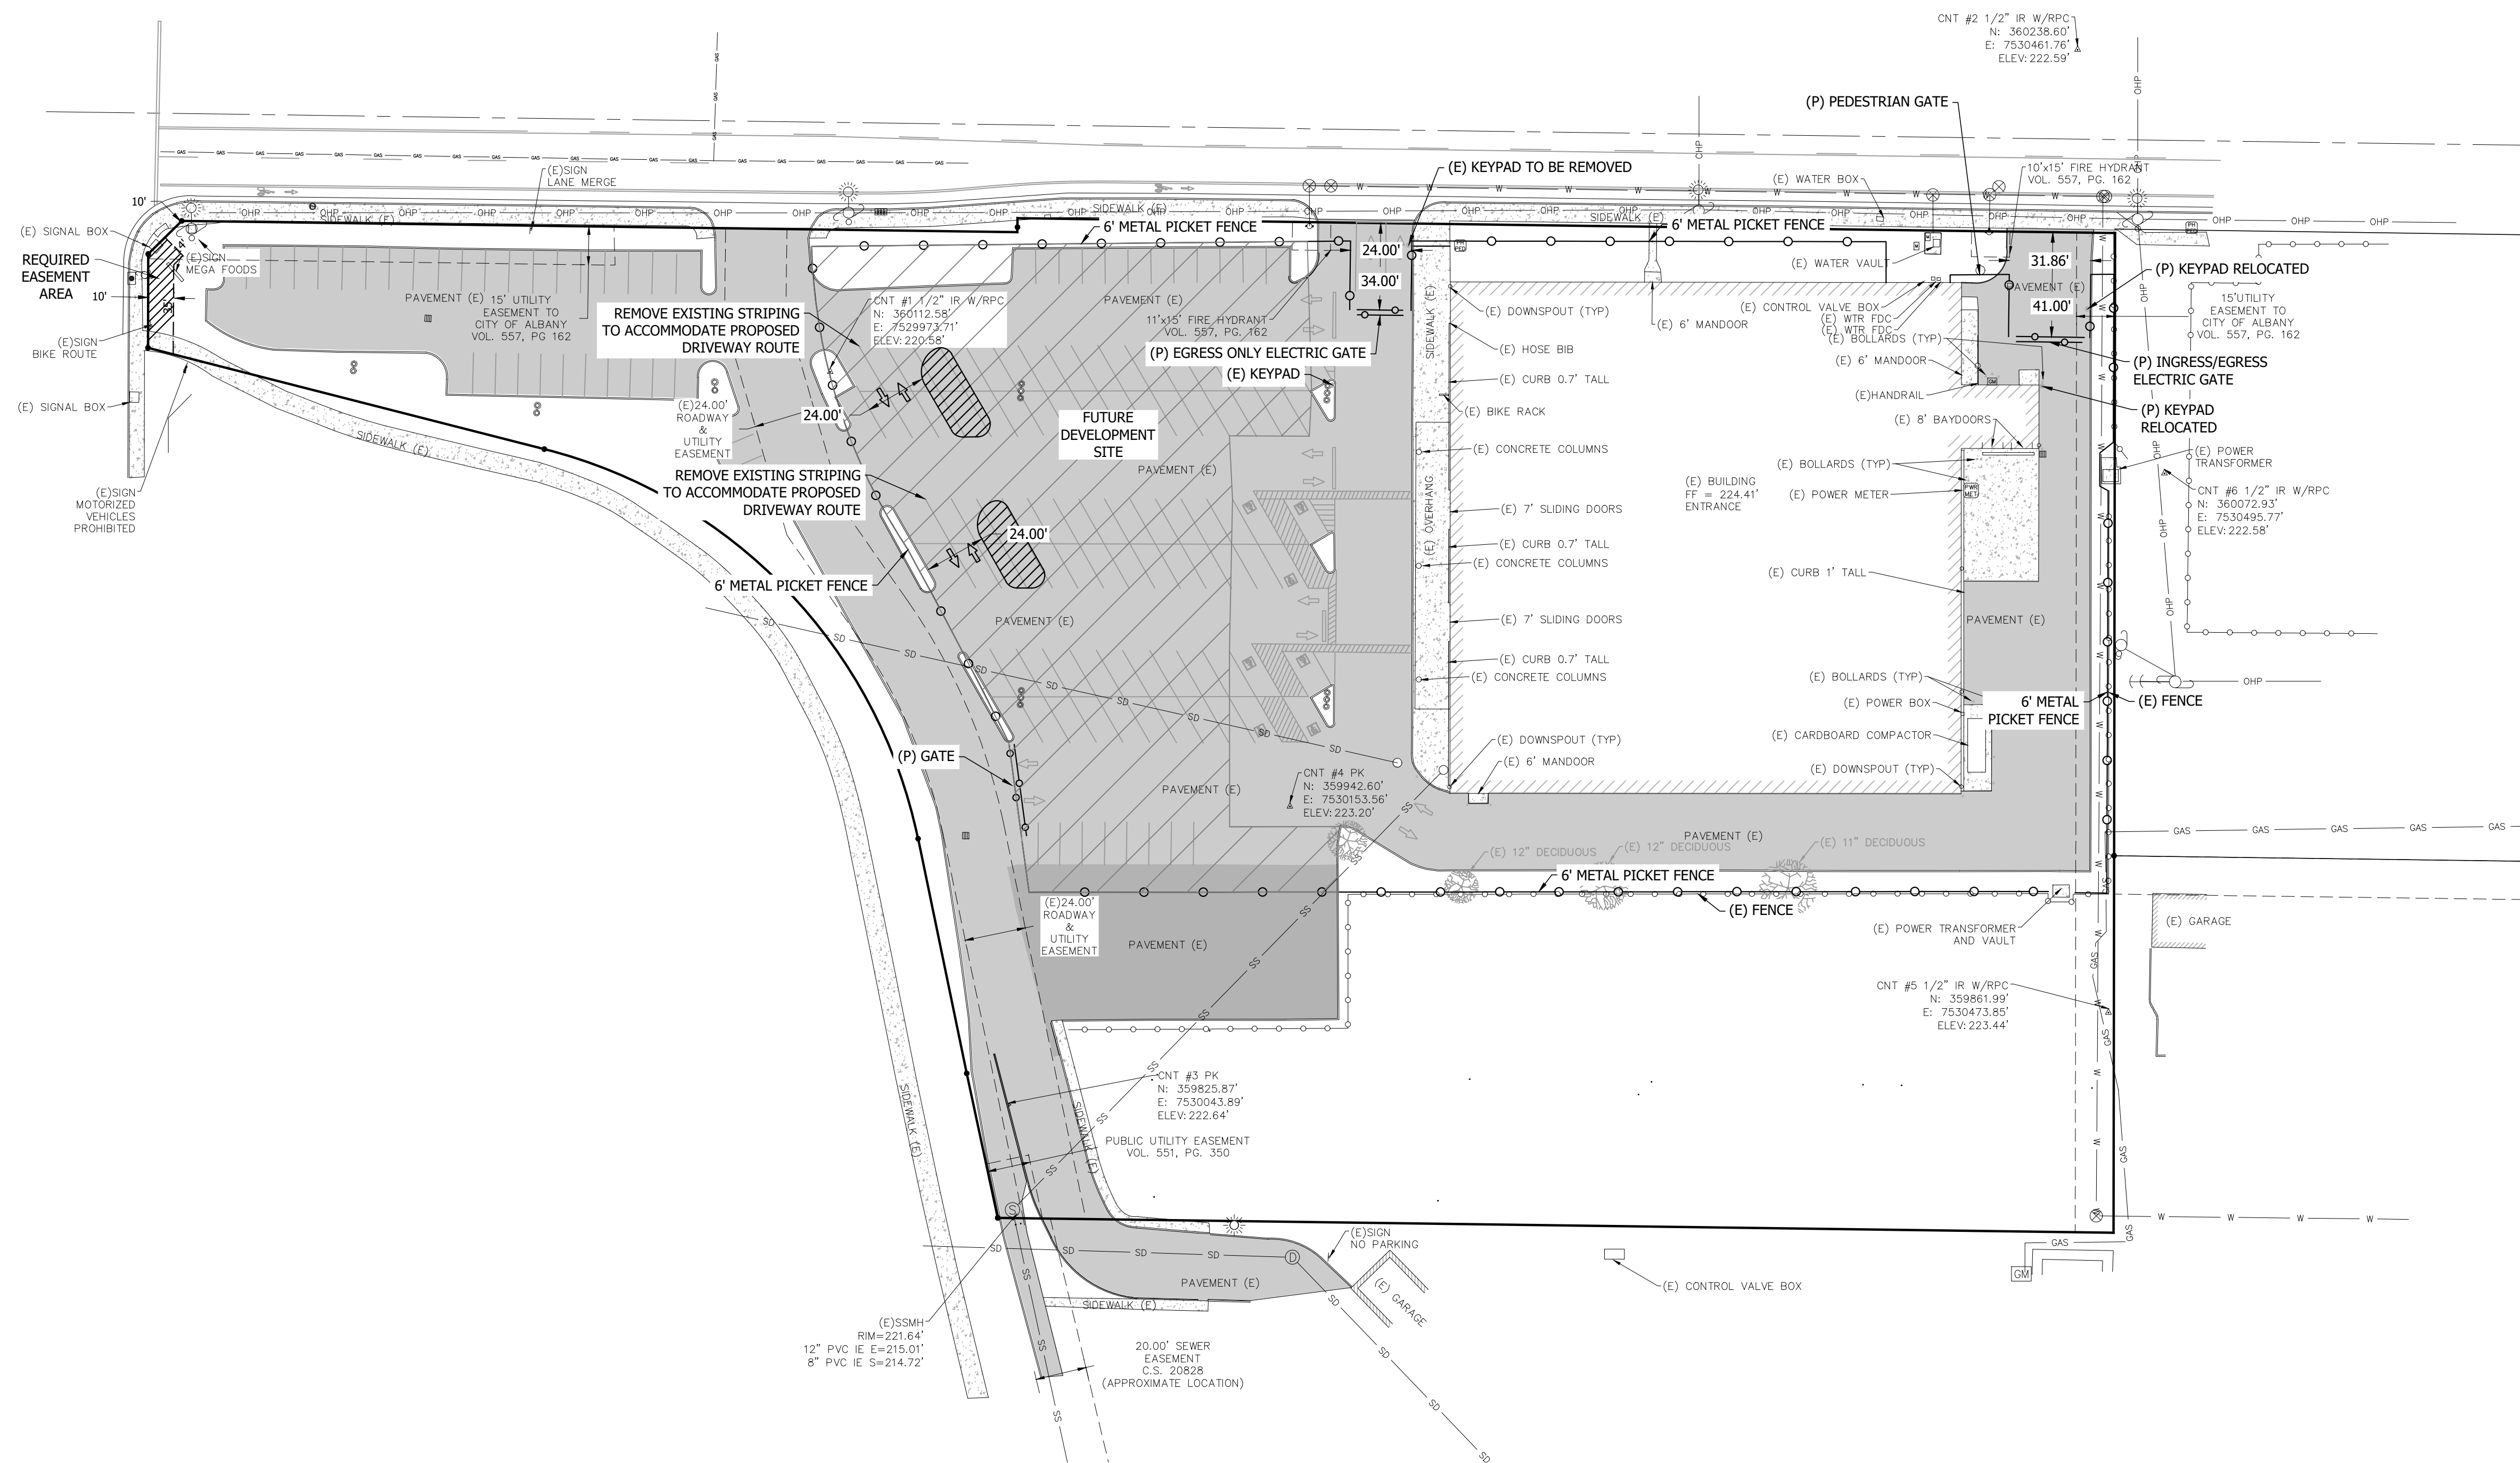 CNT #2 1/2" IR W/RPC
N: 360238.60'
E: 7530461.76'
ELEV: 222.59'
OHP
GAS
(P) PEDESTRIAN GATE
(E) KEYPAD TO BE REMOVED
(E)SIGN
LANE MERGE
10'x15' FIRE HYDRANT
VOL. 557, PG. 162
(E) WATER BOX
10'
SIDEWALK (E)
SIDEWALK (E)
SIDEWALK (E)
6' METAL PICKET FENCE
6' METAL PICKET FENCE
(E) SIGNAL BOX
REQUIRED
EASEMENT
AREA
10'
35'
(E)SIGN
MEGA FOODS
(E)SIGN
BIKE ROUTE
(E) SIGNAL BOX
(E)SIGN
MOTORIZED
VEHICLES
PROHIBITED
PAVEMENT (E)
15' UTILITY
EASEMENT TO
CITY OF ALBANY
VOL. 557, PG 162
REMOVE EXISTING STRIPING
TO ACCOMMODATE PROPOSED
DRIVEWAY ROUTE
CNT #1 1/2" IR W/RPC
N: 360112.58'
E: 7529973.71'
ELEV: 220.58'
PAVEMENT (E)
11'x15' FIRE HYDRANT
VOL. 557, PG. 162
(P) EGRESS ONLY ELECTRIC GATE
(E) KEYPAD
24.00'
34.00'
(E) WATER VAULT
31.86'
41.00'
PAVEMENT (E)
(P) KEYPAD RELOCATED
15'UTILITY
EASEMENT TO
CITY OF ALBANY
VOL. 557, PG. 162
(E) CONTROL VALVE BOX
(E) WTR FDC
(E) WTR FDC
(E) BOLLARDS (TYP)
(E) 6' MANDOOR
(E)HANDRAIL
GM
(P) INGRESS/EGRESS
ELECTRIC GATE
(P) KEYPAD
RELOCATED
(E) POWER
TRANSFORMER
CNT #6 1/2" IR W/RPC
N: 360072.93'
E: 7530495.77'
ELEV: 222.58'
SIDEWALK (E)
(E) OVERHANG
(E) DOWNSPOUT (TYP)
(E) 6' MANDOOR
(E) HOSE BIB
(E) CURB 0.7' TALL
(E) BIKE RACK
(E) CONCRETE COLUMNS
(E) 7' SLIDING DOORS
(E) CURB 0.7' TALL
(E) CONCRETE COLUMNS
(E) 7' SLIDING DOORS
(E) CURB 0.7' TALL
(E) CONCRETE COLUMNS
(E) DOWNSPOUT (TYP)
(E) 6' MANDOOR
(E) BUILDING
FF = 224.41'
ENTRANCE
(E) 8' BAYDOORS
(E) BOLLARDS (TYP)
(E) POWER METER
PWR
MET
(E) CURB 1' TALL
PAVEMENT (E)
(E) BOLLARDS (TYP)
(E) POWER BOX
(E) CARDBOARD COMPACTOR
(E) DOWNSPOUT (TYP)
6' METAL
PICKET FENCE
(E) FENCE
SIDEWALK (E)
(E)24.00'
ROADWAY
&
UTILITY
EASEMENT
24.00'
FUTURE
DEVELOPMENT
SITE
PAVEMENT (E)
REMOVE EXISTING STRIPING
TO ACCOMMODATE PROPOSED
DRIVEWAY ROUTE
24.00'
6' METAL PICKET FENCE
PAVEMENT (E)
SD
(P) GATE
PAVEMENT (E)
CNT #4 PK
N: 359942.60'
E: 7530153.56'
ELEV: 223.20'
SS
PAVEMENT (E)
(E) 12" DECIDUOUS
(E) 12" DECIDUOUS
(E) 11" DECIDUOUS
6' METAL PICKET FENCE
(E) FENCE
(E) POWER TRANSFORMER
AND VAULT
(E) GARAGE
(E)24.00'
ROADWAY
&
UTILITY
EASEMENT
PAVEMENT (E)
CNT #5 1/2" IR W/RPC
N: 359861.99'
E: 7530473.85'
ELEV: 223.44'
CNT #3 PK
N: 359825.87'
E: 7530043.89'
ELEV: 222.64'
SIDEWALK (E)
SIDEWALK (E)
PUBLIC UTILITY EASEMENT
VOL. 551, PG. 350
S
D
W
(E)SIGN
NO PARKING
PAVEMENT (E)
SIDEWALK (E)
(E) GARAGE
(E) CONTROL VALVE BOX
GM
(E)SSMH
RIM=221.64'
12" PVC IE E=215.01'
8" PVC IE S=214.72'
20.00' SEWER
EASEMENT
C.S. 20828
(APPROXIMATE LOCATION)